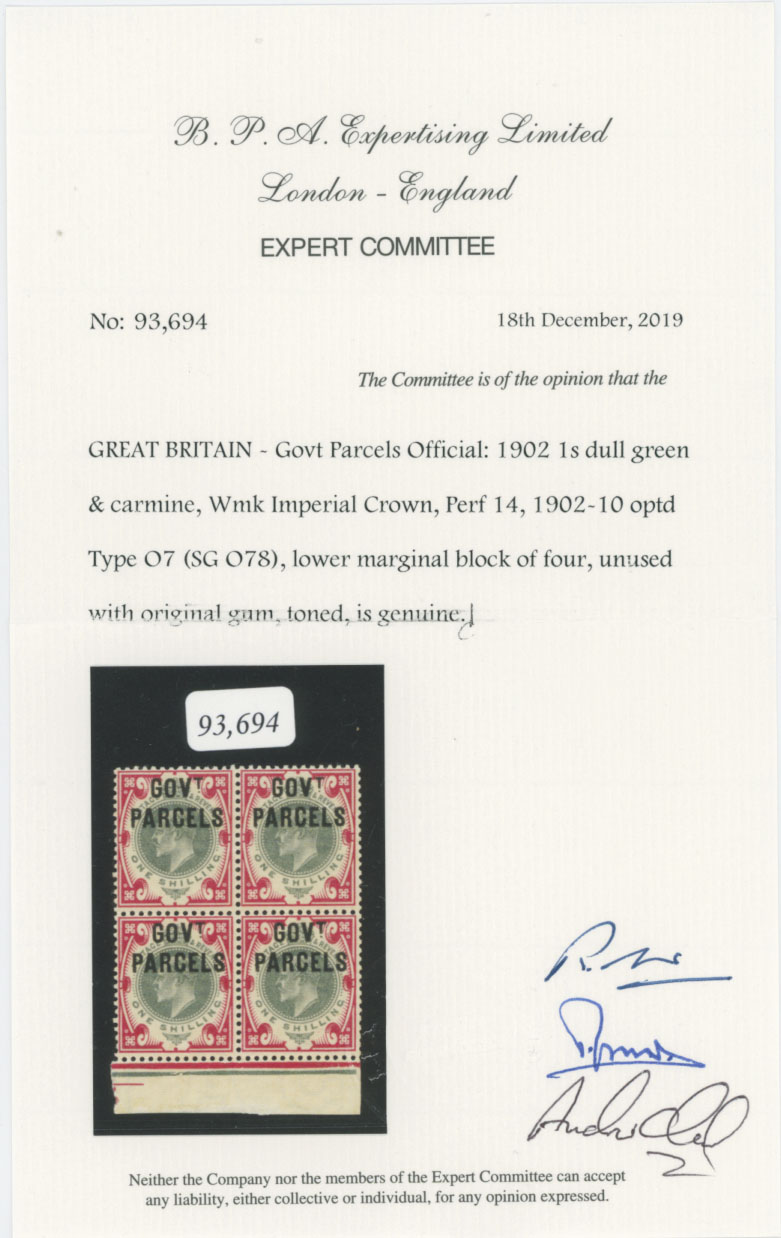 B. P. A. Expertising Limited
London - England
EXPERT COMMITTEE
No: 93,694
18th December, 2019
The Committee is of the opinion that the
GREAT BRITAIN - Govt Parcels Official: 1902 1s dull green
& carmine, Wmk Imperial Crown, Perf 14, 1902-10 optd
Type O7 (SG O78), lower marginal block of four, unused
with original gum, toned, is genuine.
93,694
GOVT GOVT
PARCELS PARCELS
ONE SHILLING ONE SHILLING
GOVT GOVT
PARCELS PARCELS
ONE SHILLING ONE SHILLING
Neither the Company nor the members of the Expert Committee can accept
any liability, either collective or individual, for any opinion expressed.